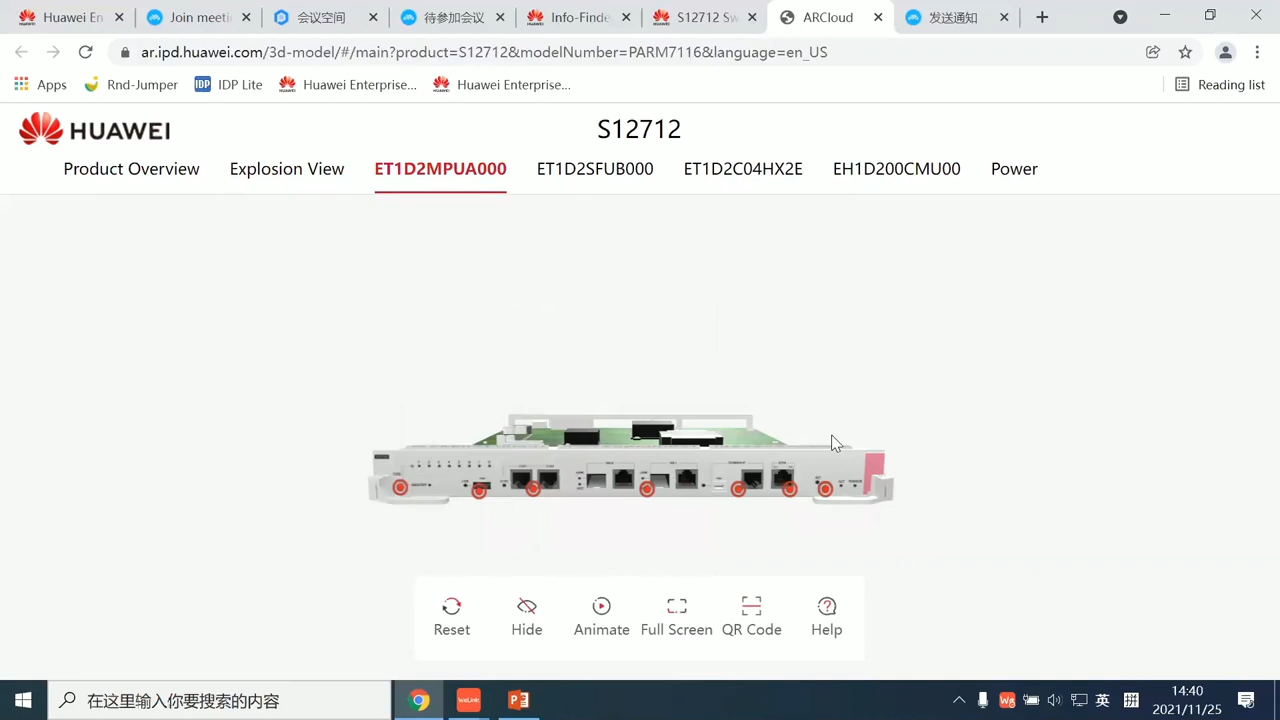 Huawei En
Join meeti
会议空间
待参加会议
Info-Finde
S12712 Sw
ARCloud
发送通知
ar.ipd.huawei.com/3d-model/#/main?product=S12712&modelNumber=PARM7116&language=en_US
Apps
Rnd-Jumper
IDP
IDP Lite
Huawei Enterprise...
Huawei Enterprise...
Reading list
HUAWEI
S12712
Product Overview
Explosion View
ET1D2MPUA000
ET1D2SFUB000
ET1D2C04HX2E
EH1D200CMU00
Power
Reset
Hide
Animate
Full Screen
QR Code
Help
在这里输入你要搜索的内容
WeLink
英
拼
14:40
2021/11/25